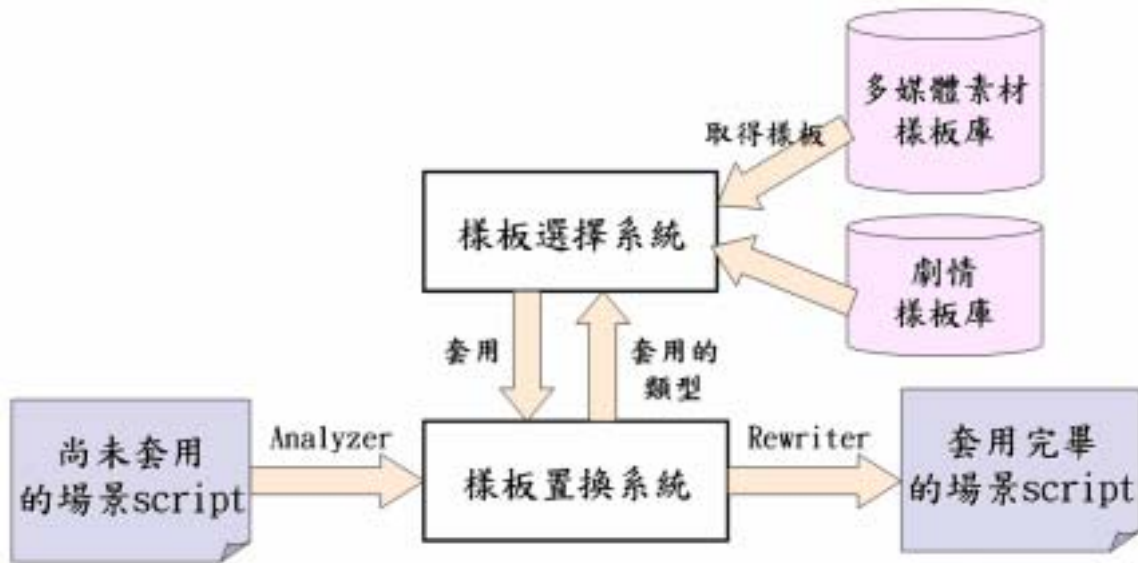 多媒體素材
樣板庫
取得樣板
樣板選擇系統
劇情
樣板庫
套用
套用的
類型
尚未套用
的場景script
Analyzer
樣板置換系統
Rewriter
套用完畢
的場景script